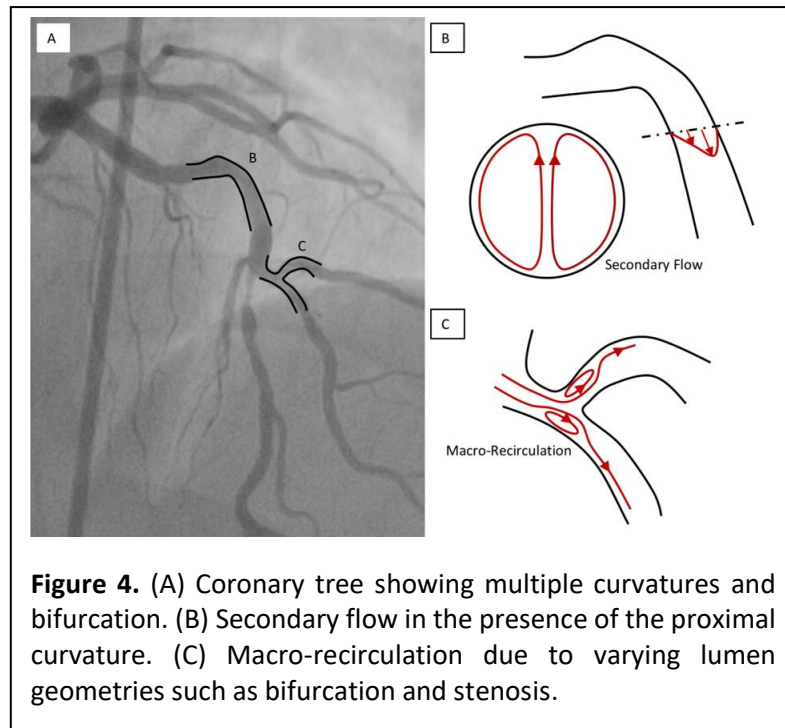 A
B
B
C
Secondary Flow
C
Macro-Recirculation
Figure 4. (A) Coronary tree showing multiple curvatures and
bifurcation. (B) Secondary flow in the presence of the proximal
curvature. (C) Macro-recirculation due to varying lumen
geometries such as bifurcation and stenosis.